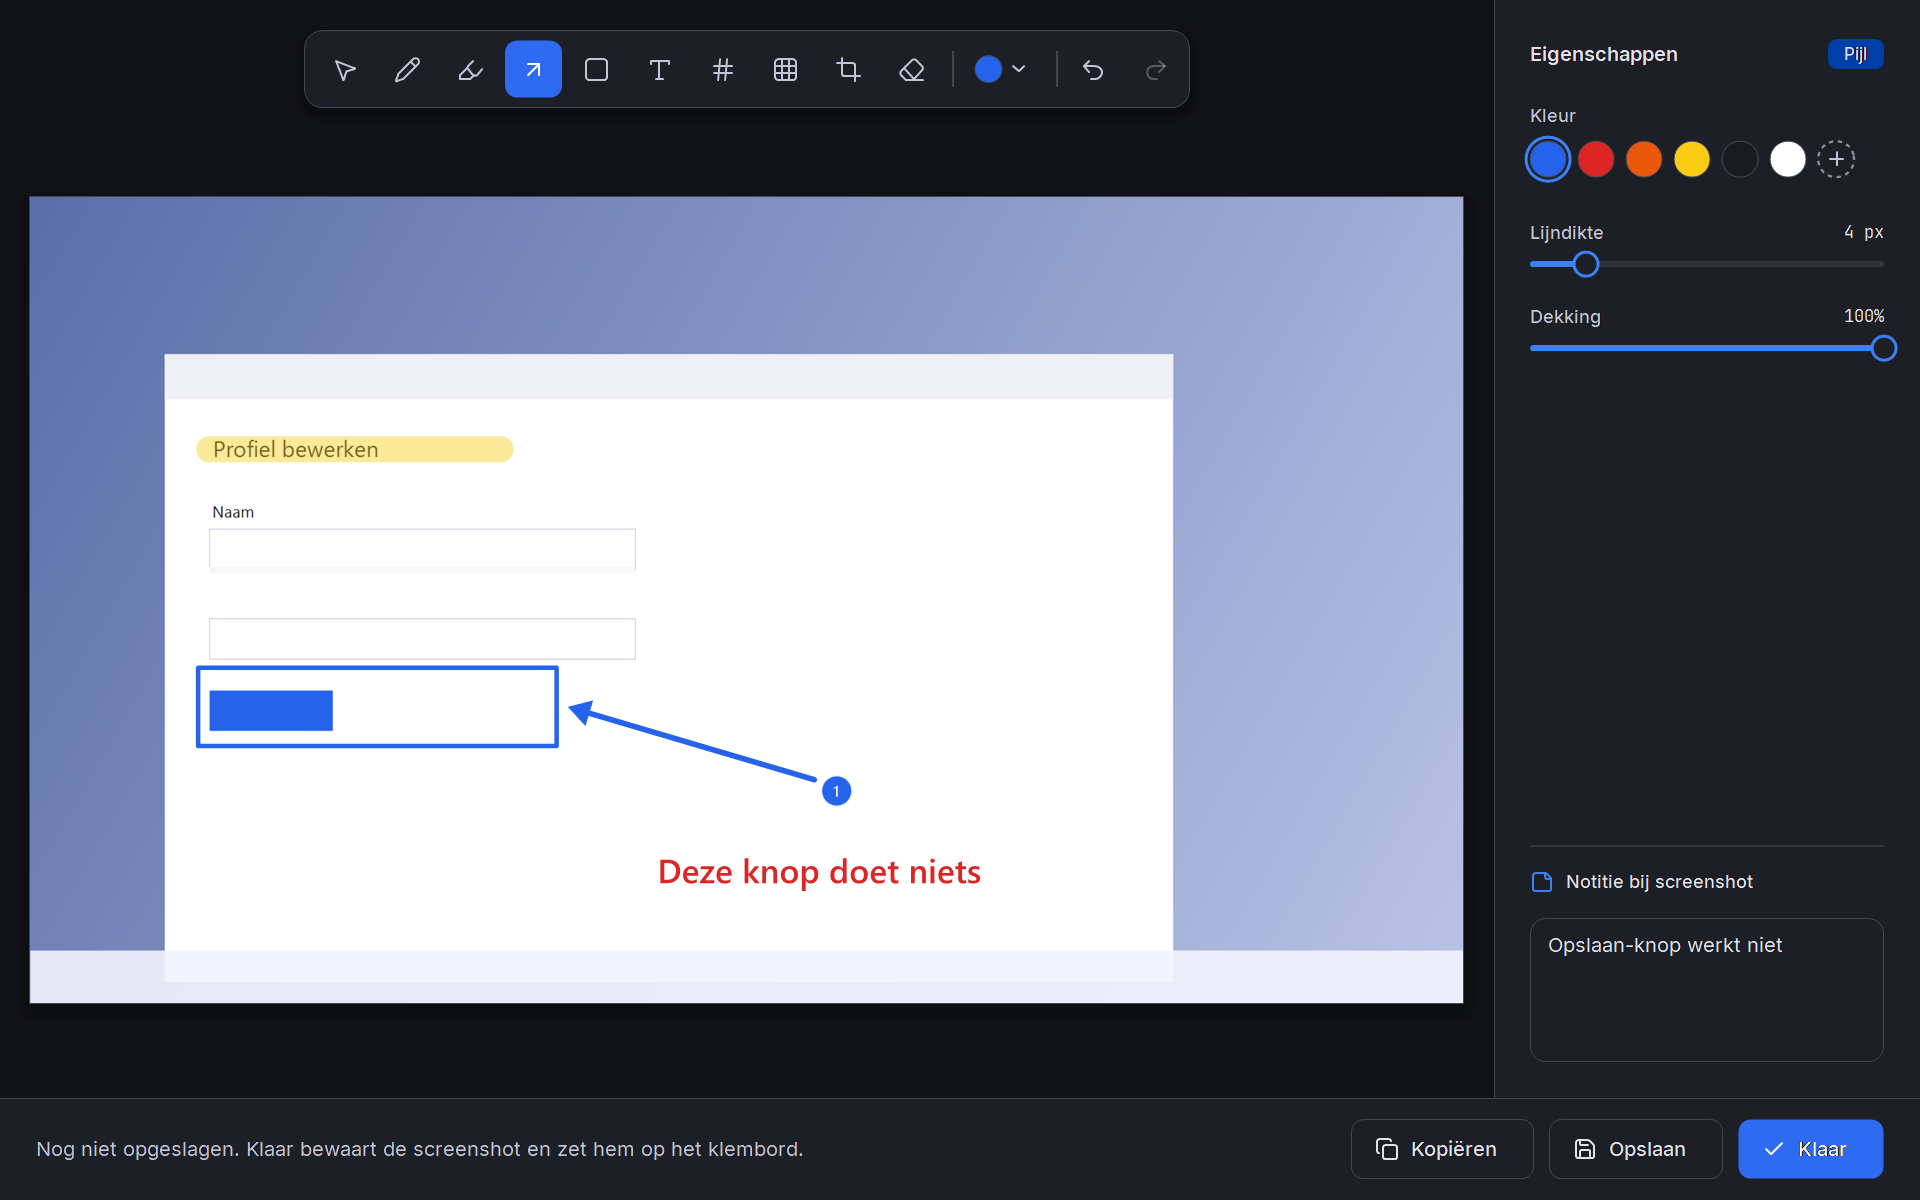 Eigenschappen
Pijl
Kleur
Lijndikte
4 px
Dekking
100%
Profiel bewerken
Naam
1
Deze knop doet niets
Notitie bij screenshot
Opslaan-knop werkt niet
Nog niet opgeslagen. Klaar bewaart de screenshot en zet hem op het klembord.
Kopiëren
Opslaan
Klaar